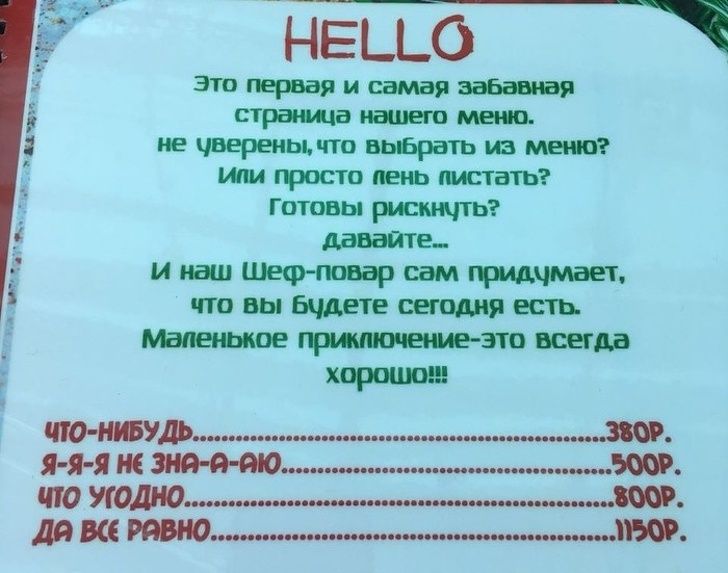 HELLO
Это первая и самая забавная
страница нашего меню.
не уверены, что выбрать из меню?
Или просто лень листать?
Готовы рискнуть?
давайте...
И наш Шеф-повар сам придумает,
что вы будете сегодня есть.
Маленькое приключение-это всегда
хорошо!!!
ЧТО-НИБУДЬ....................................................380Р.
Я-Я-Я НЕ ЗНА-А-АЮ..........................................500Р.
ЧТО УГОДНО.....................................................800Р.
ДА ВСЕ РАВНО..................................................1150Р.